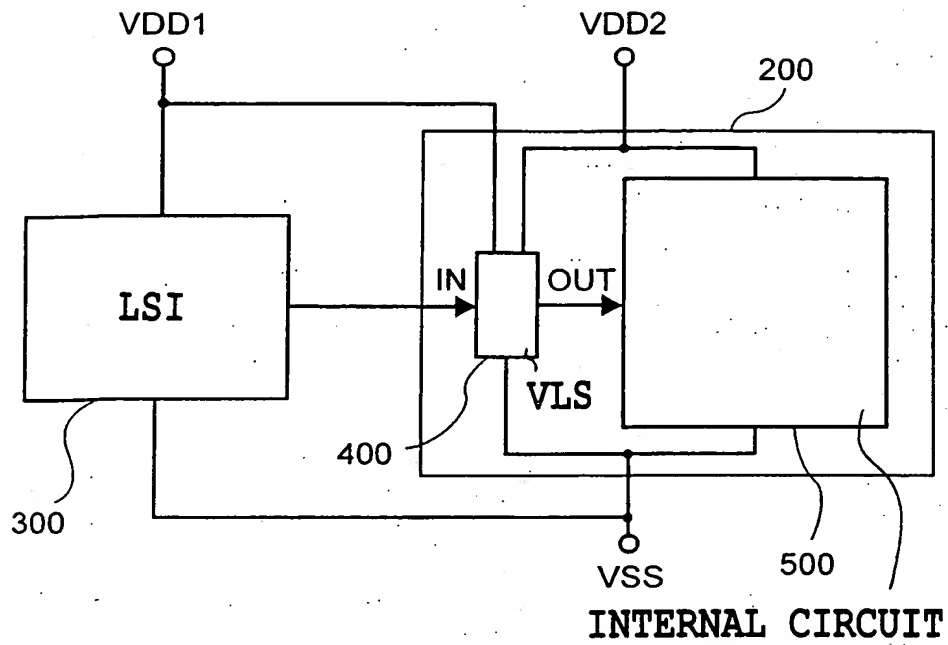 VDD1
VDD2
200
LSI
IN
OUT
VLS
400
300
500
VSS
INTERNAL CIRCUIT